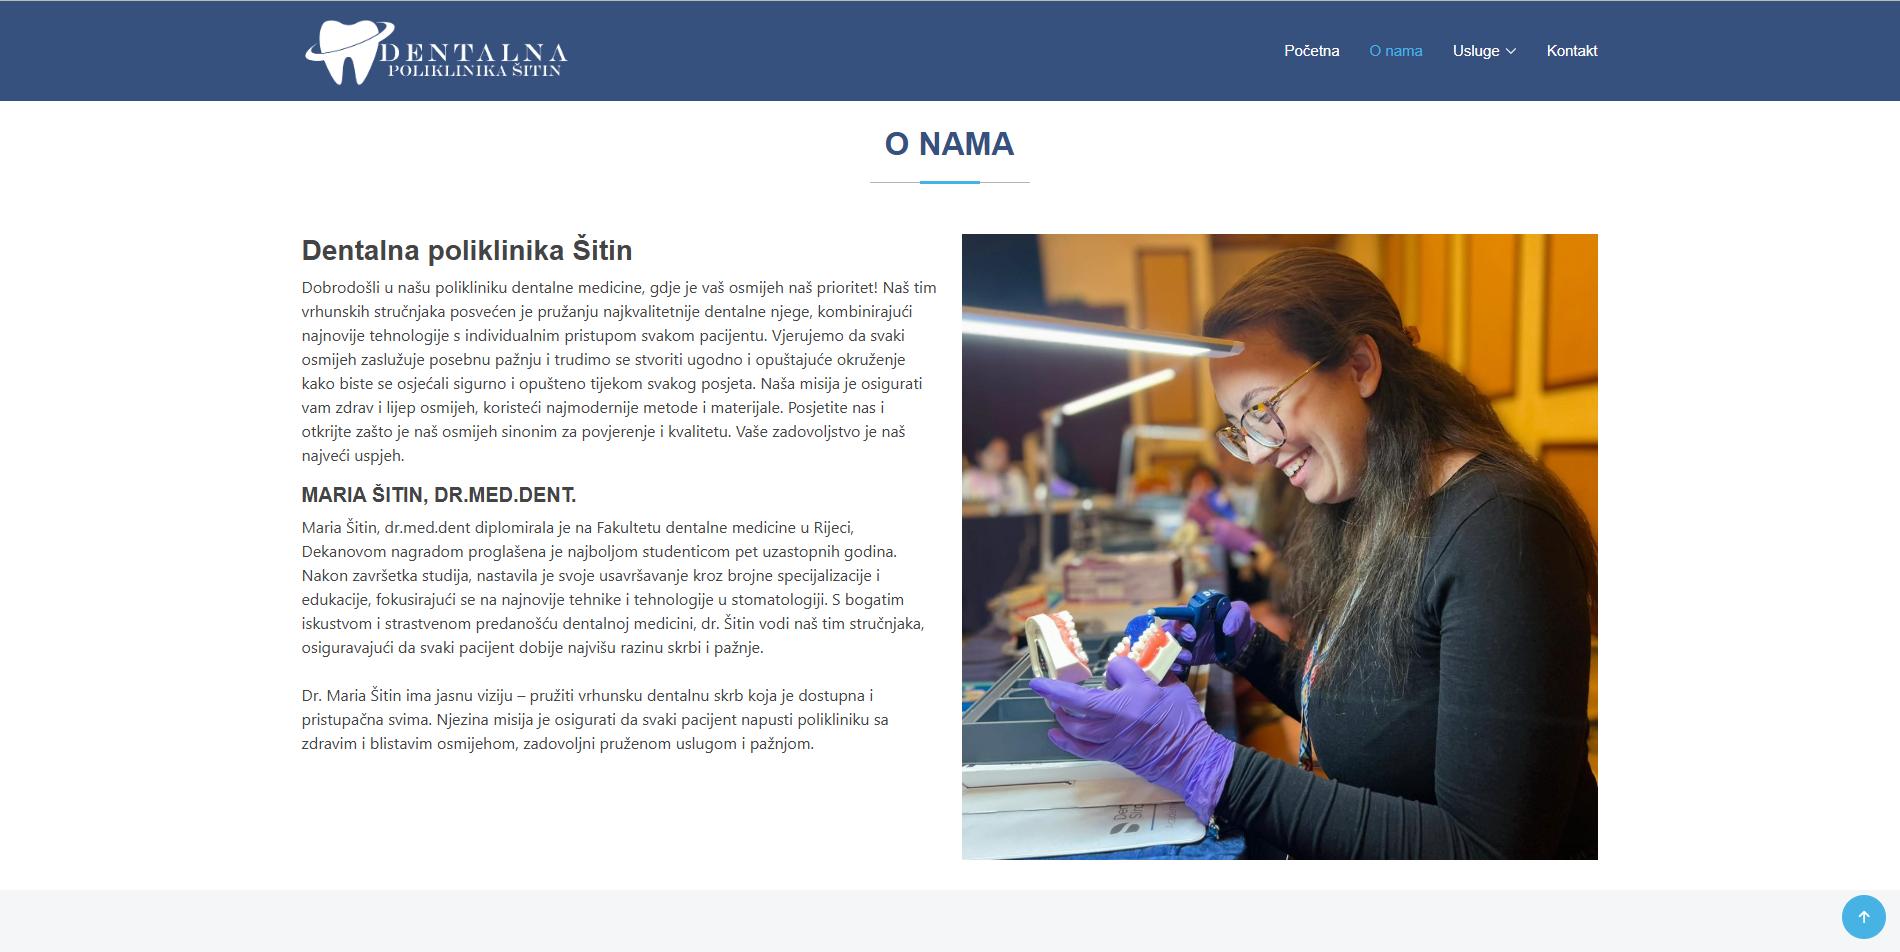 DENTALNA
POLIKLINIKA ŠITIN
Početna
O nama
Usluge
Kontakt
O NAMA
Dentalna poliklinika Šitin
Dobrodošli u našu polikliniku dentalne medicine, gdje je vaš osmijeh naš prioritet! Naš tim
vrhunskih stručnjaka posvećen je pružanju najkvalitetnije dentalne njege, kombinirajući
najnovije tehnologije s individualnim pristupom svakom pacijentu. Vjerujemo da svaki
osmijeh zaslužuje posebnu pažnju i trudimo se stvoriti ugodno i opuštajuće okruženje
kako biste se osjećali sigurno i opušteno tijekom svakog posjeta. Naša misija je osigurati
vam zdrav i lijep osmijeh, koristeći najmodernije metode i materijale. Posjetite nas i
otkrijte zašto je naš osmijeh sinonim za povjerenje i kvalitetu. Vaše zadovoljstvo je naš
najveći uspjeh.
MARIA ŠITIN, DR.MED.DENT.
Maria Šitin, dr.med.dent diplomirala je na Fakultetu dentalne medicine u Rijeci,
Dekanovom nagradom proglašena je najboljom studenticom pet uzastopnih godina.
Nakon završetka studija, nastavila je svoje usavršavanje kroz brojne specijalizacije i
edukacije, fokusirajući se na najnovije tehnike i tehnologije u stomatologiji. S bogatim
iskustvom i strastvenom predanošću dentalnoj medicini, dr. Šitin vodi naš tim stručnjaka,
osiguravajući da svaki pacijent dobije najvišu razinu skrbi i pažnje.
Dr. Maria Šitin ima jasnu viziju – pružiti vrhunsku dentalnu skrb koja je dostupna i
pristupačna svima. Njezina misija je osigurati da svaki pacijent napusti polikliniku sa
zdravim i blistavim osmijehom, zadovoljni pruženom uslugom i pažnjom.